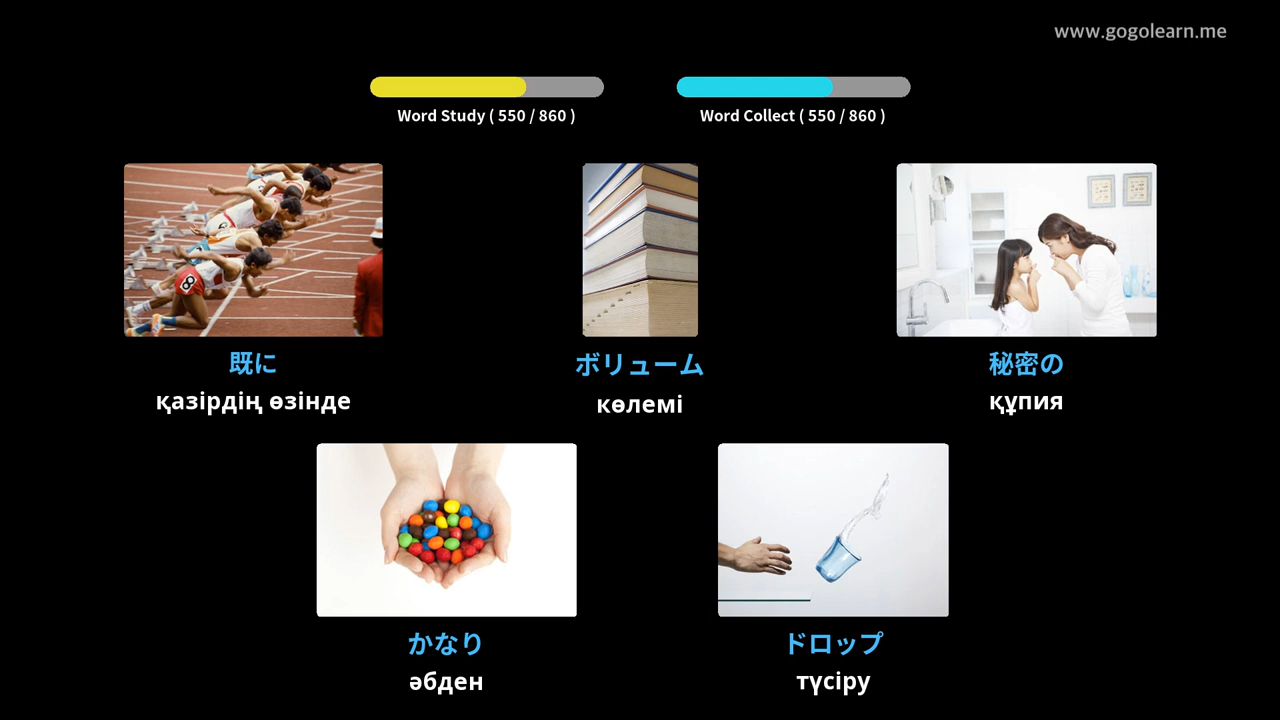 www.gogolearn.me
Word Study ( 550 / 860 )
Word Collect ( 550 / 860 )
既に
қазірдің өзінде
ボリューム
көлемі
秘密の
құпия
かなり
әбден
ドロップ
түсіру